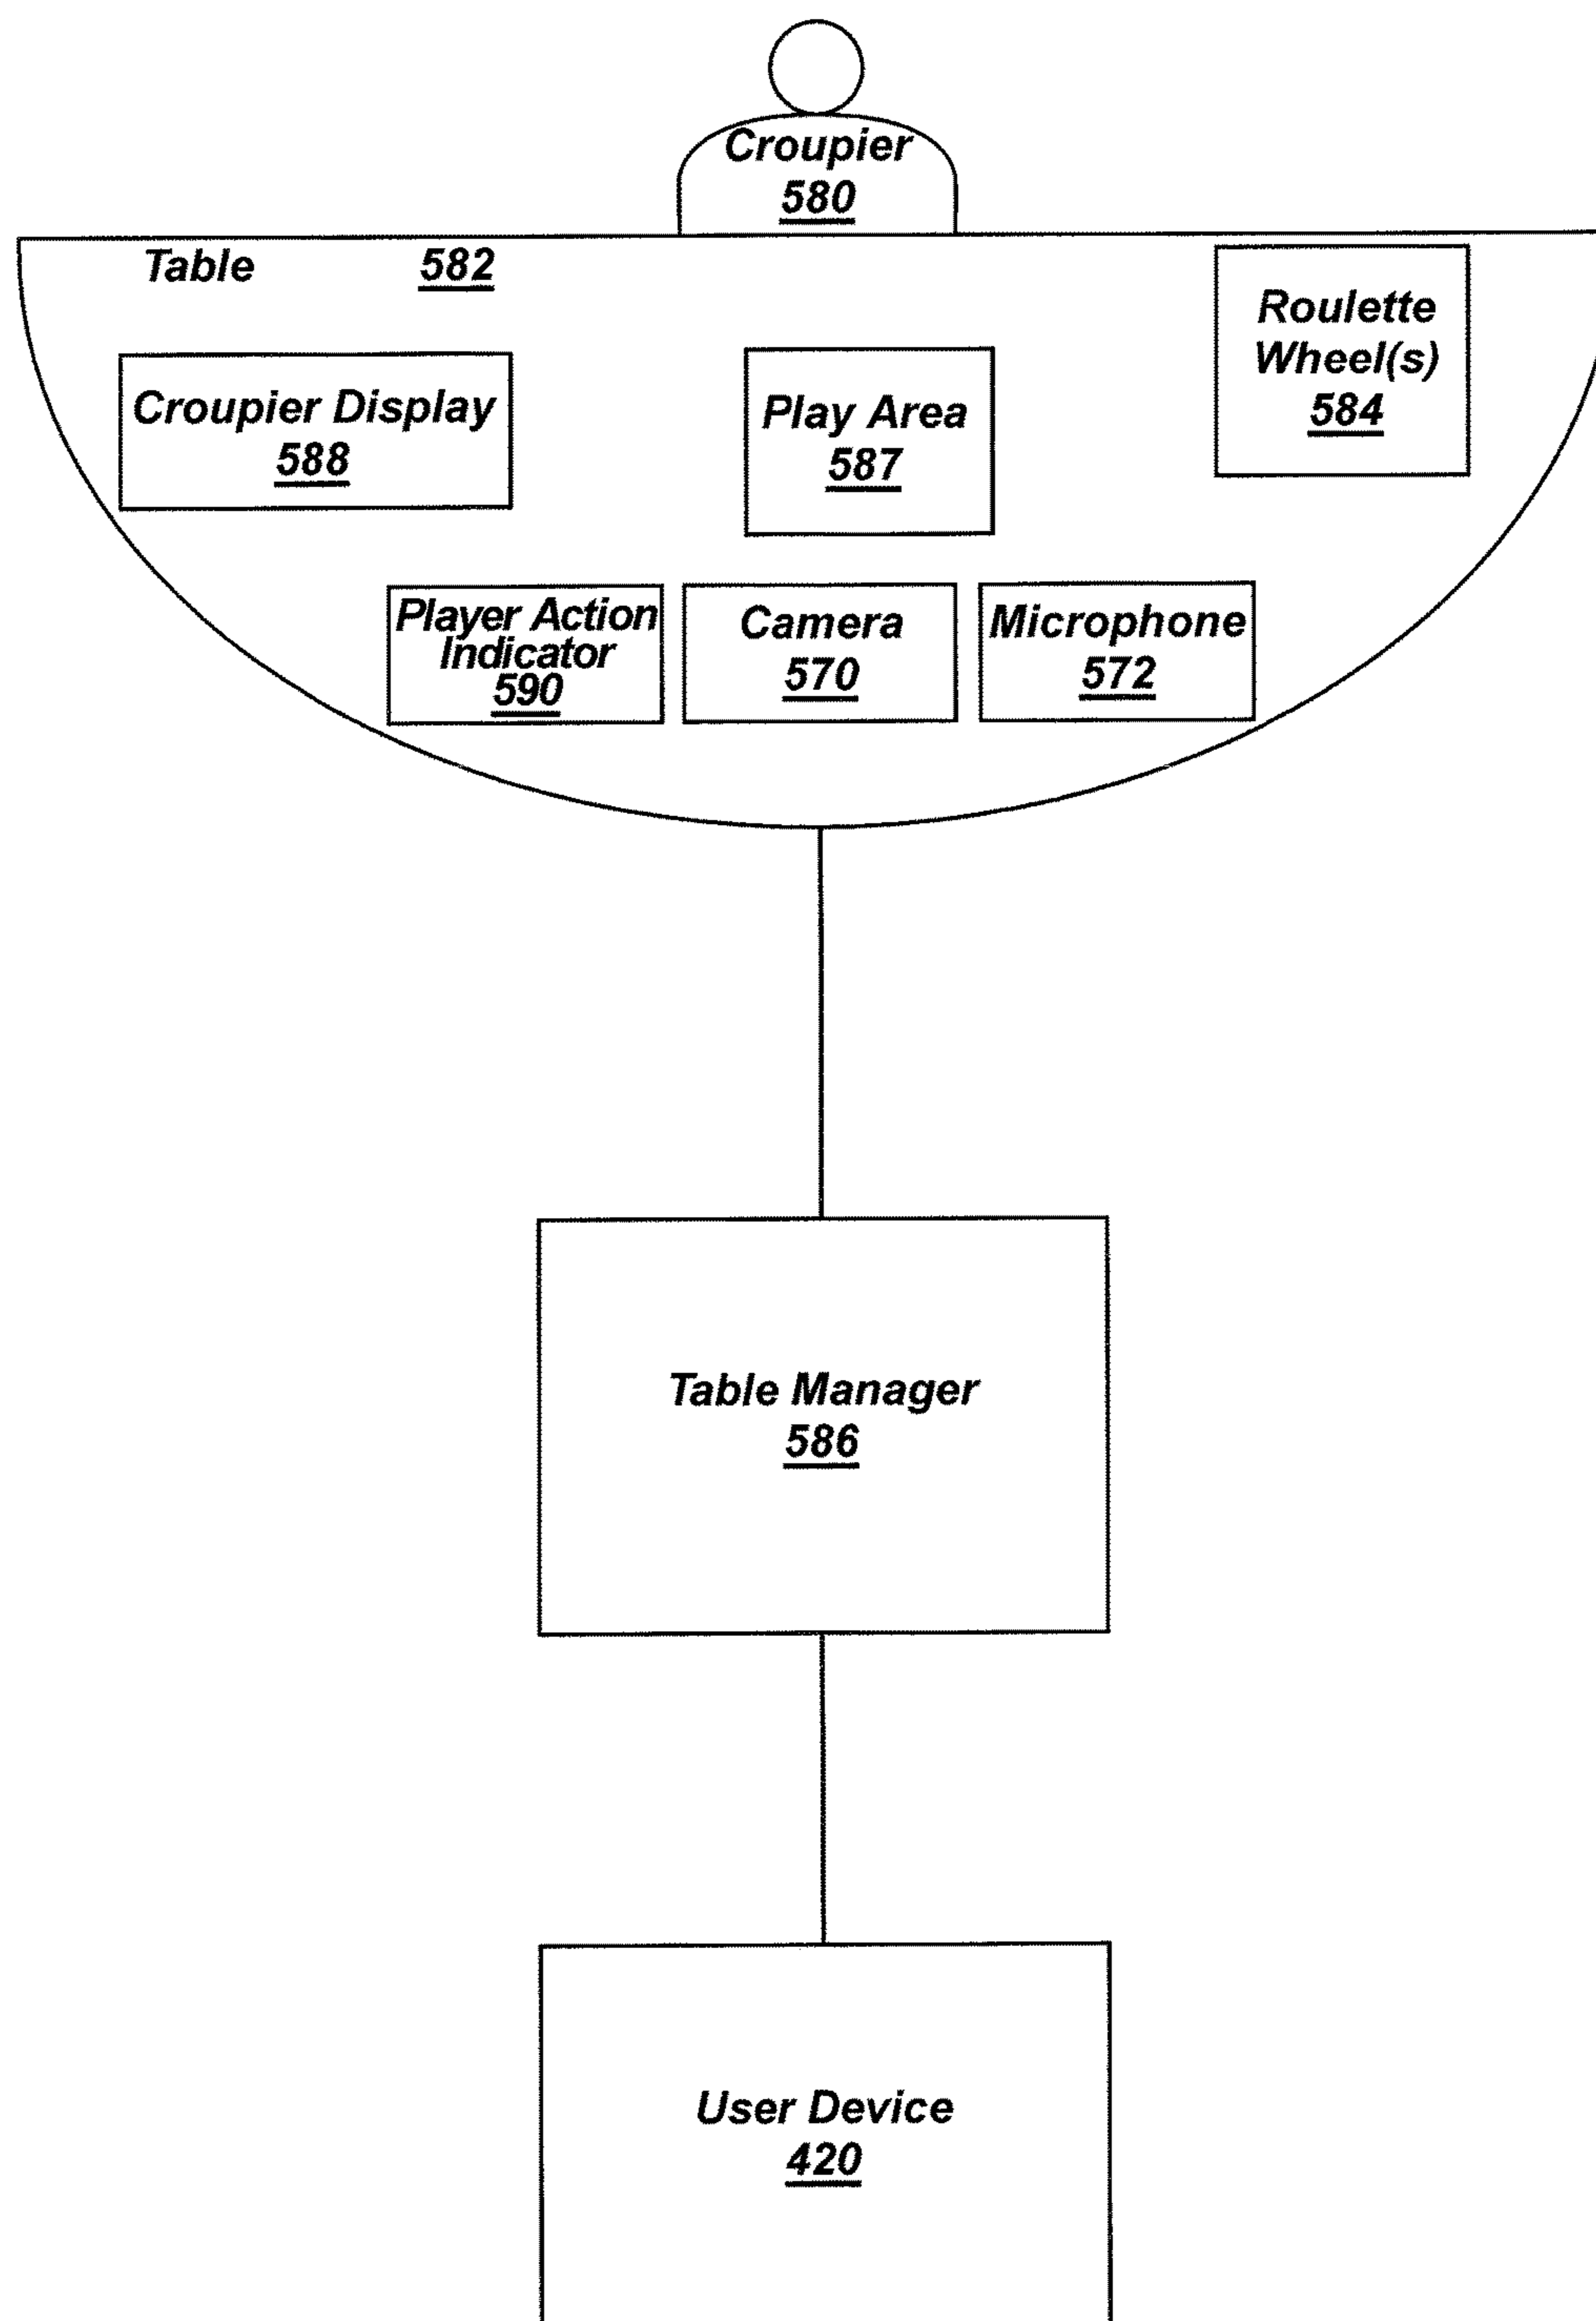 Croupier
580
Table 582
Roulette
Wheel(s)
584
Croupier Display
588
Play Area
587
Player Action
Indicator
590
Camera
570
Microphone
572
Table Manager
586
User Device
420